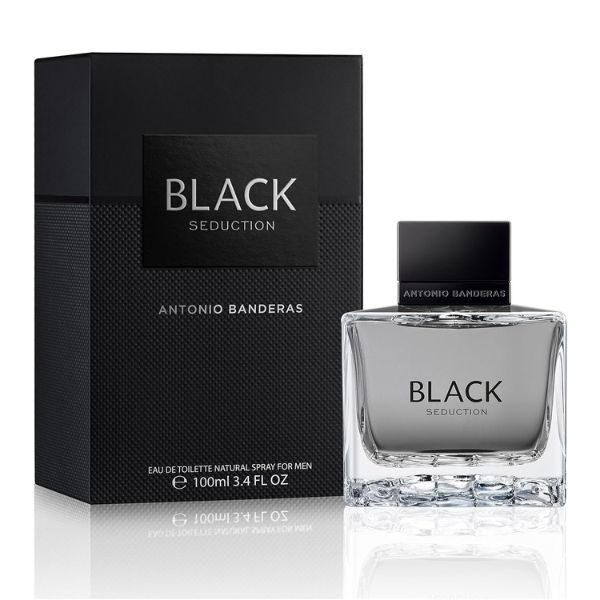 BLACK
SEDUCTION
ANTONIO BANDERAS
EAU DE TOILETTE NATURAL SPRAY FOR MEN
℮ 100ml 3.4 FL OZ
ANTONIO BANDERAS
BLACK
SEDUCTION